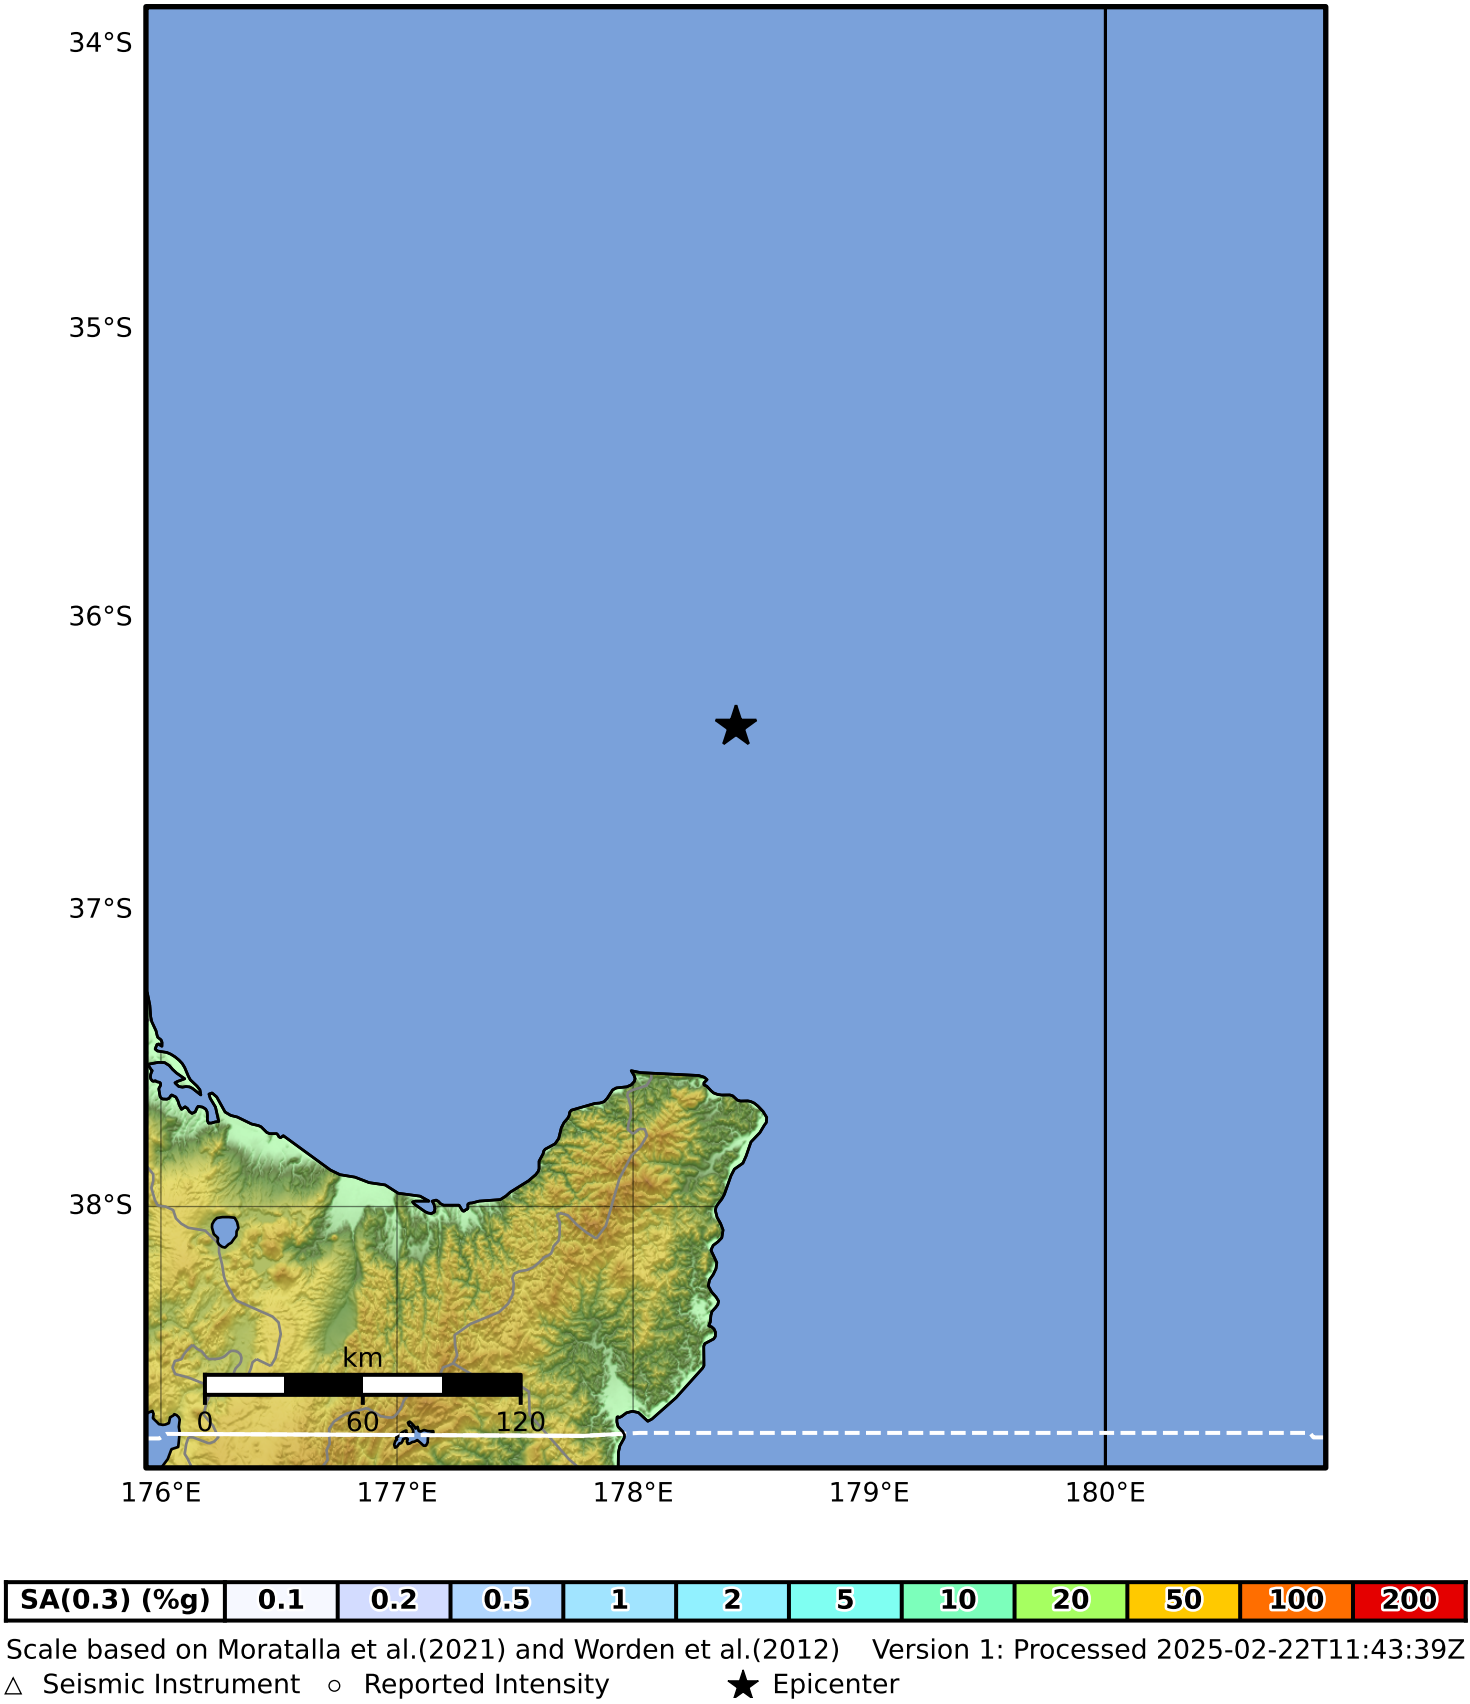 34°S
35°S
36°S
37°S
38°S
km
0 60 120
176°E 177°E 178°E 179°E 180°E
SA(0.3) (%g) 0.1 0.2 0.5 1 2 5 10 20 50 100 200
Scale based on Moratalla et al.(2021) and Worden et al.(2012) Version 1: Processed 2025-02-22T11:43:39Z
△ Seismic Instrument ○ Reported Intensity ★ Epicenter